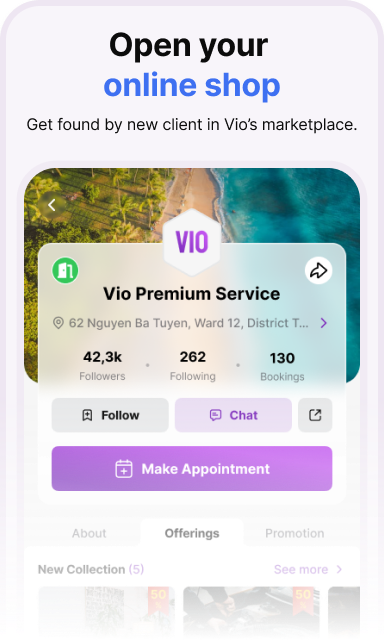 Open your
online shop
Get found by new client in Vio’s marketplace.
VIO
Vio Premium Service
62 Nguyen Ba Tuyen, Ward 12, District T...
42,3k 262 130
Followers Following Bookings
Follow Chat
Make Appointment
About Offerings Promotion
New Collection (5) See more
50 50